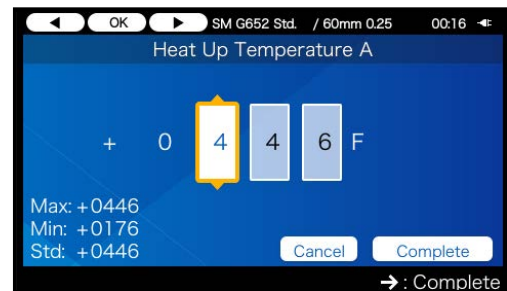 ◀ OK ▶ SM G652 Std. / 60mm 0.25 00:16
Heat Up Temperature A
+ 0 4 4 6 F
Max: +0446
Min: +0176
Std: +0446
Cancel Complete
→ : Complete